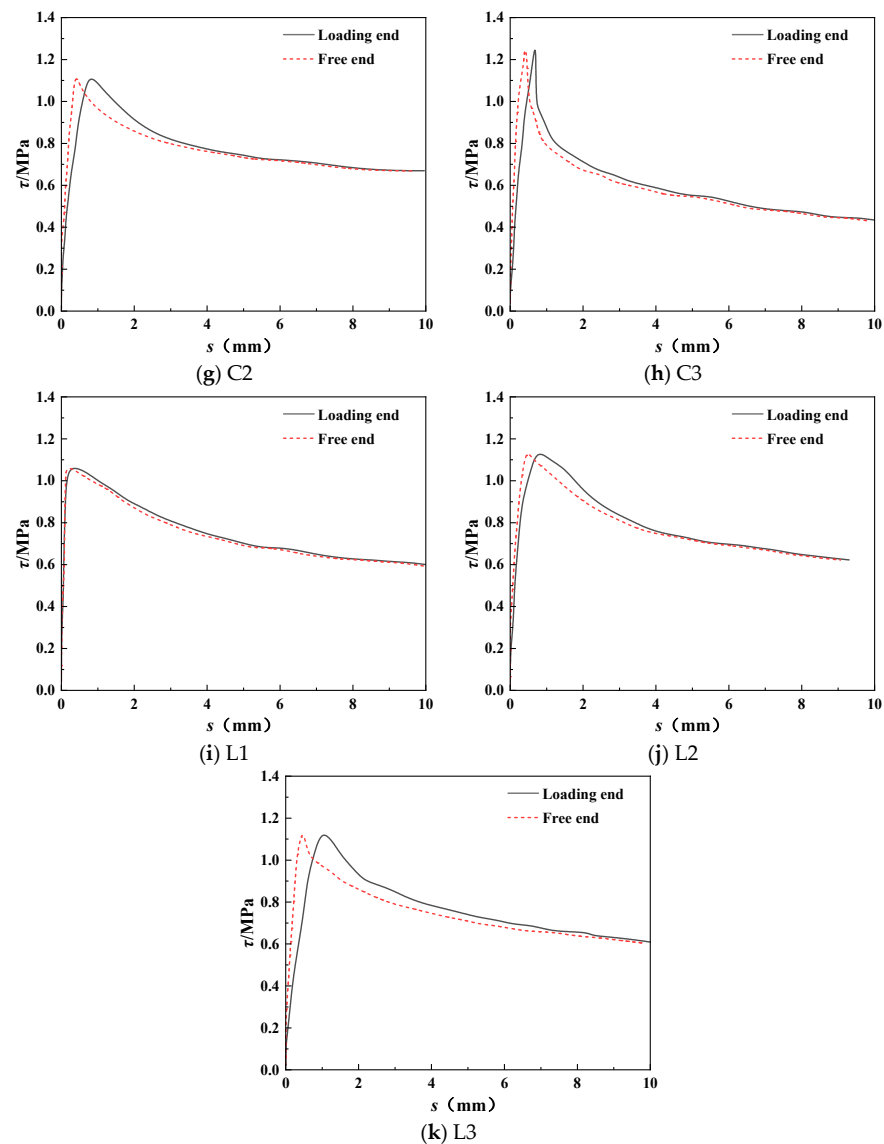 1.4
1.2
1.0
0.8
0.6
0.4
0.2
0.0
τ/MPa
Loading end
Free end
0 2 4 6 8 10
s（mm）
(g) C2
1.4
1.2
1.0
0.8
0.6
0.4
0.2
0.0
τ/MPa
Loading end
Free end
0 2 4 6 8 10
s（mm）
(h) C3
1.4
1.2
1.0
0.8
0.6
0.4
0.2
0.0
τ/MPa
Loading end
Free end
0 2 4 6 8 10
s（mm）
(i) L1
1.4
1.2
1.0
0.8
0.6
0.4
0.2
0.0
τ/MPa
Loading end
Free end
0 2 4 6 8 10
s（mm）
(j) L2
1.4
1.2
1.0
0.8
0.6
0.4
0.2
0.0
τ/MPa
Loading end
Free end
0 2 4 6 8 10
s（mm）
(k) L3